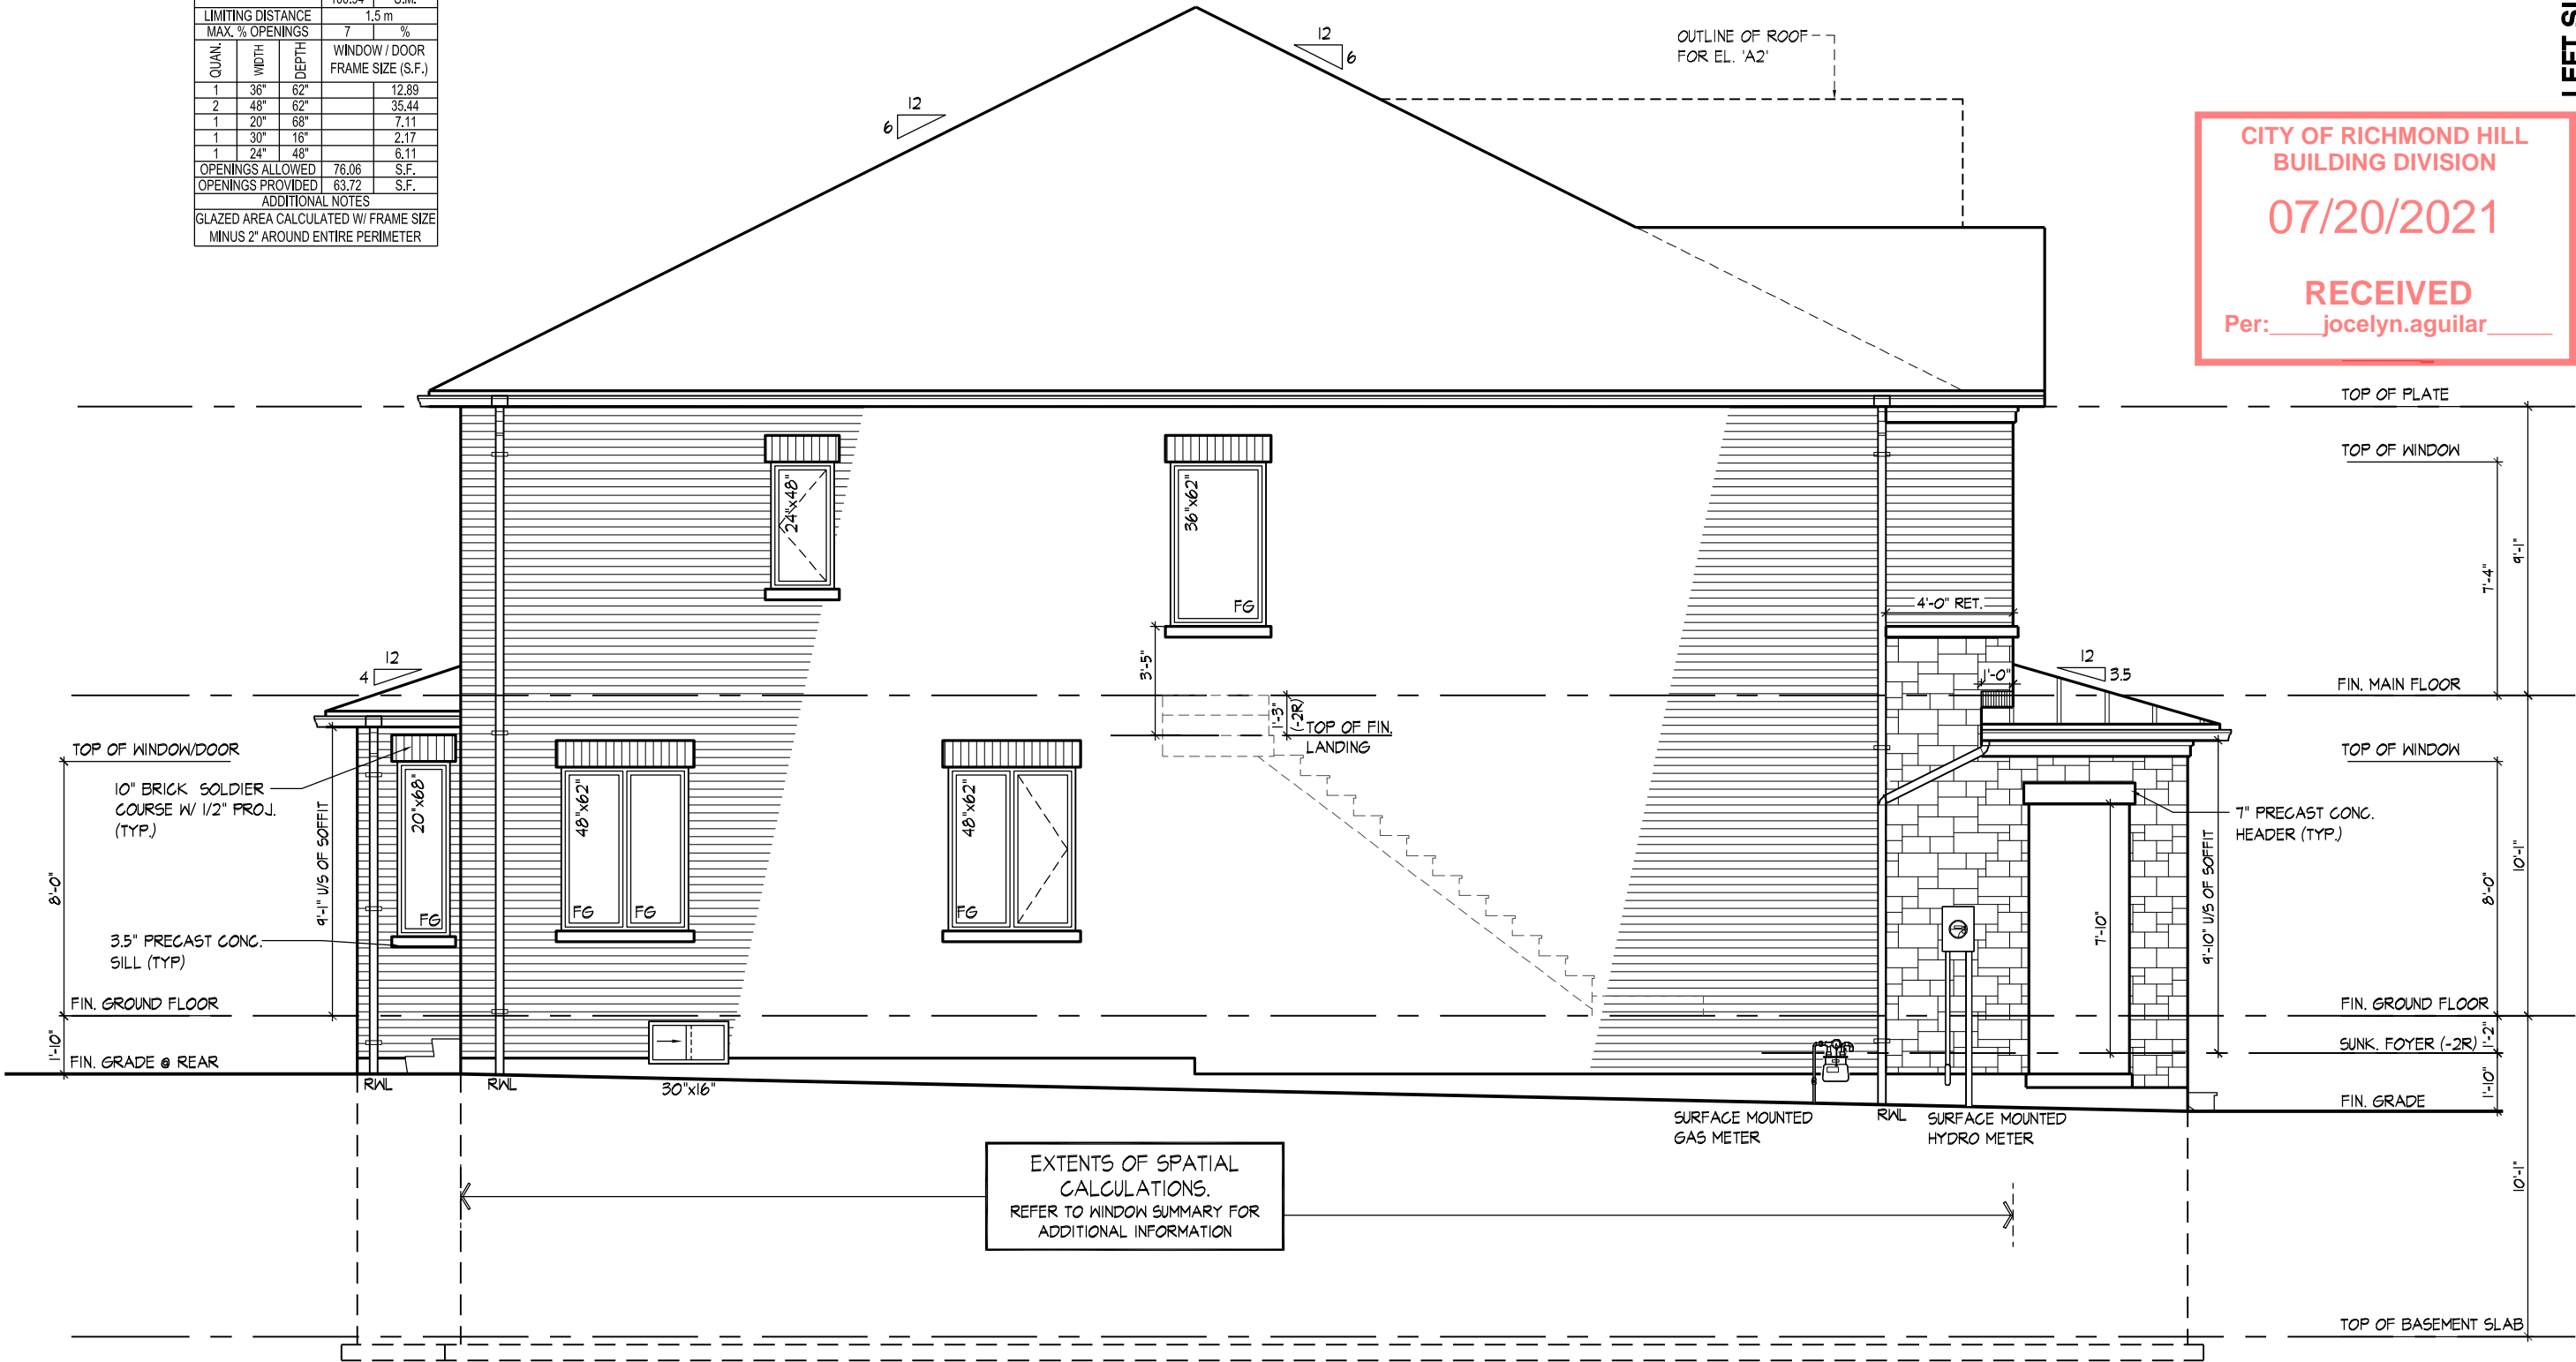 LIMITING DISTANCE 1.5 m
MAX. % OPENINGS 7 %
QUAN. WIDTH DEPTH WINDOW / DOOR
FRAME SIZE (S.F.)
1 36" 62" 12.89
2 48" 62" 35.44
1 20" 68" 7.11
1 30" 16" 2.17
1 24" 48" 6.11
OPENINGS ALLOWED 76.06 S.F.
OPENINGS PROVIDED 63.72 S.F.
ADDITIONAL NOTES
GLAZED AREA CALCULATED W/ FRAME SIZE
MINUS 2" AROUND ENTIRE PERIMETER
12
6
12
6
OUTLINE OF ROOF
FOR EL. 'A2'
CITY OF RICHMOND HILL
BUILDING DIVISION
07/20/2021
RECEIVED
Per:____jocelyn.aguilar_____
TOP OF PLATE
TOP OF WINDOW
9'-1"
7'-4"
24"x48"
36"x62"
FG
4'-0" RET.
3'-5"
12
4
12
3.5
1'-0"
FIN. MAIN FLOOR
1'-3"
(-2R)
TOP OF FIN.
LANDING
TOP OF WINDOW/DOOR
TOP OF WINDOW
10" BRICK SOLDIER
COURSE W/ 1/2" PROJ.
(TYP.)
20"x68"
FG
48"x62"
FG FG
48"x62"
FG
7" PRECAST CONC.
HEADER (TYP.)
8'-0"
9'-1" U/S OF SOFFIT
7'-10"
9'-10" U/S OF SOFFIT
8'-0"
10'-1"
3.5" PRECAST CONC.
SILL (TYP)
FIN. GROUND FLOOR
FIN. GROUND FLOOR
1'-10"
1'-2"
SUNK. FOYER (-2R)
FIN. GRADE @ REAR
1'-10"
FIN. GRADE
RWL
RWL
30"x16"
SURFACE MOUNTED
GAS METER
RWL
SURFACE MOUNTED
HYDRO METER
EXTENTS OF SPATIAL
CALCULATIONS.
REFER TO WINDOW SUMMARY FOR
ADDITIONAL INFORMATION
10'-1"
TOP OF BASEMENT SLAB